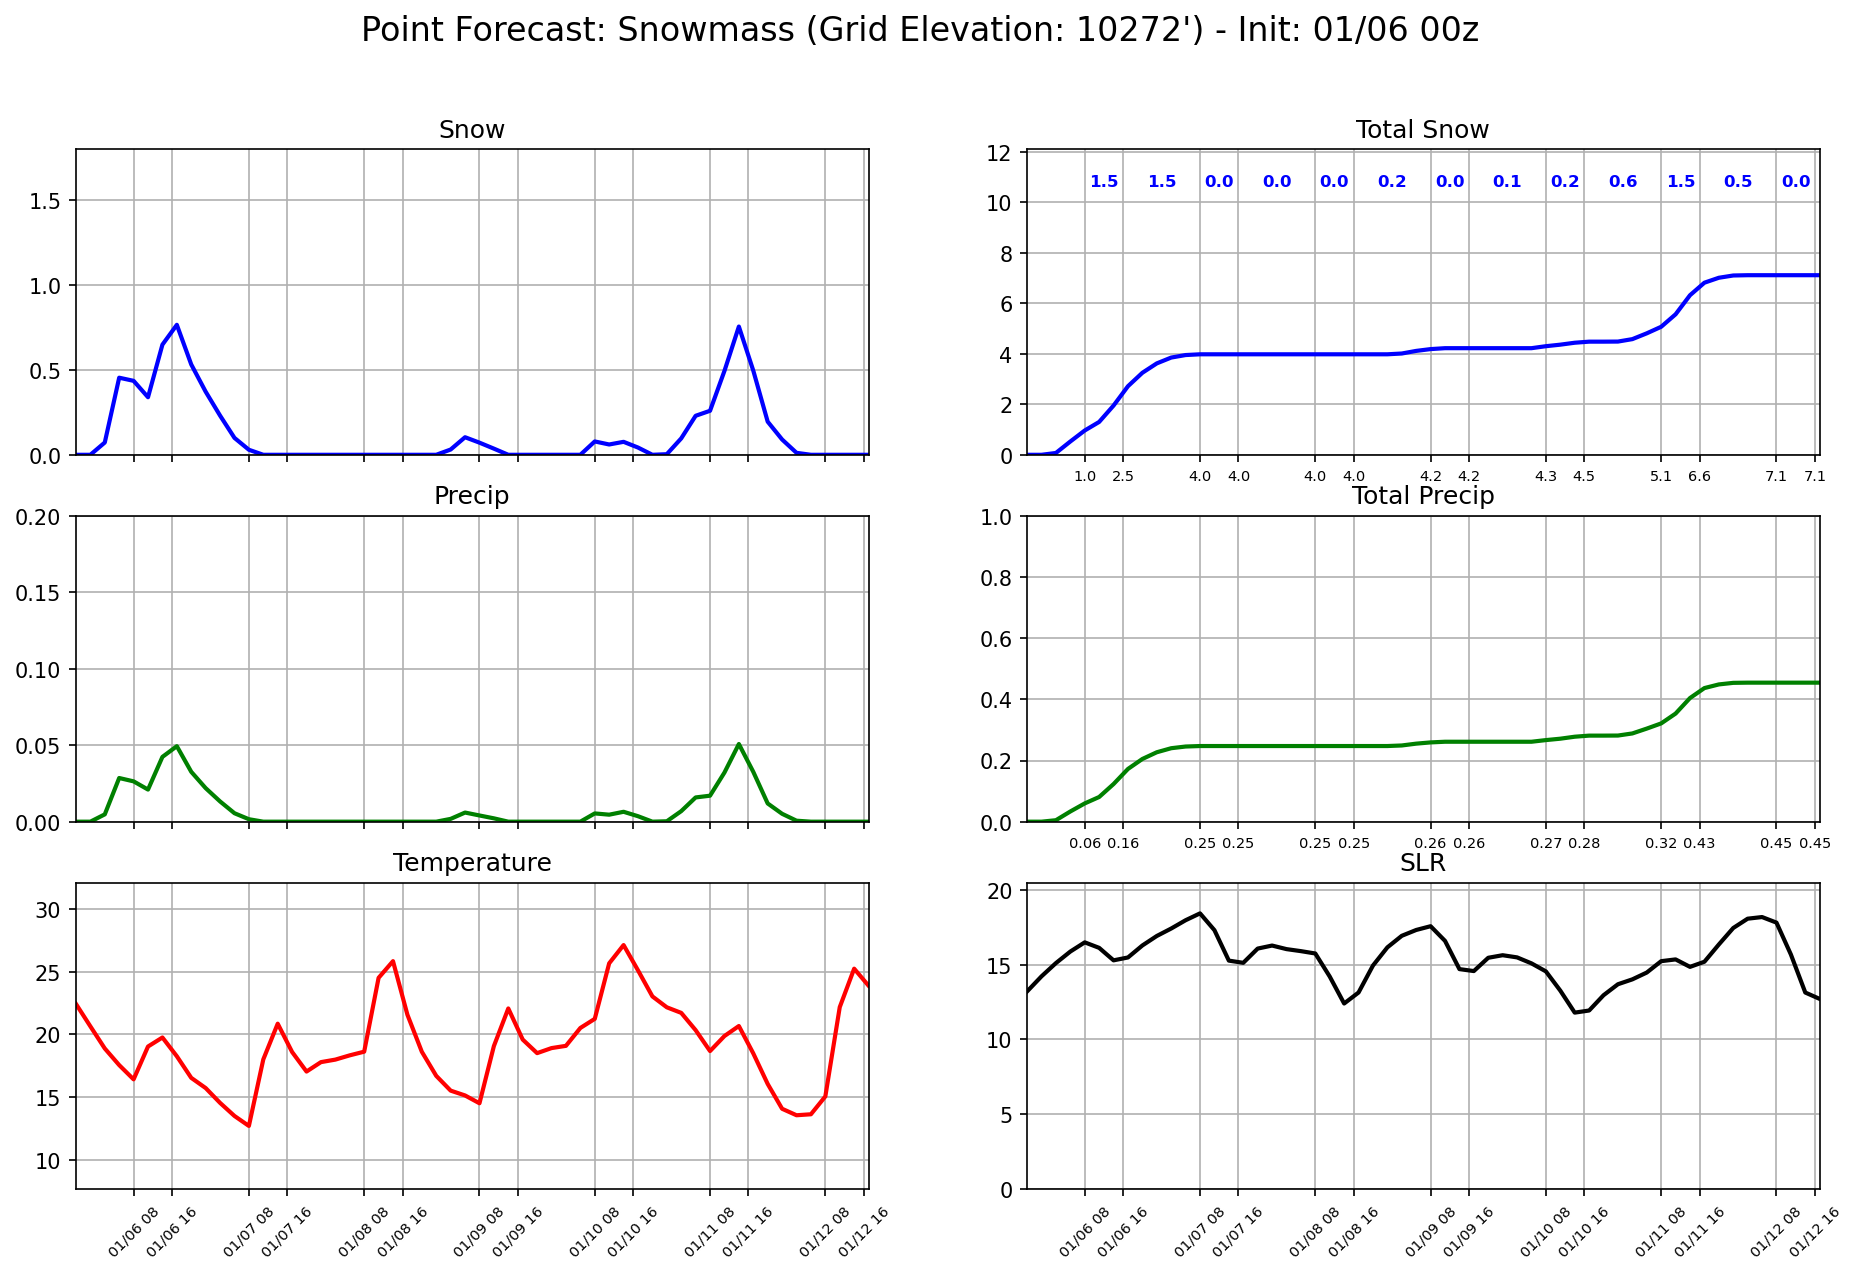 Point Forecast: Snowmass (Grid Elevation: 10272') - Init: 01/06 00z
Snow
1.5
1.0
0.5
0.0
Total Snow
12
10
8
6
4
2
0
1.5 1.5 0.0 0.0 0.0 0.2 0.0 0.1 0.2 0.6 1.5 0.5 0.0
1.0 2.5 4.0 4.0 4.0 4.0 4.2 4.2 4.3 4.5 5.1 6.6 7.1 7.1
Precip
0.20
0.15
0.10
0.05
0.00
Total Precip
1.0
0.8
0.6
0.4
0.2
0.0
0.06 0.16 0.25 0.25 0.25 0.25 0.26 0.26 0.27 0.28 0.32 0.43 0.45 0.45
Temperature
30
25
20
15
10
01/06 08 01/06 16 01/07 08 01/07 16 01/08 08 01/08 16 01/09 08 01/09 16 01/10 08 01/10 16 01/11 08 01/11 16 01/12 08 01/12 16
SLR
20
15
10
5
0
01/06 08 01/06 16 01/07 08 01/07 16 01/08 08 01/08 16 01/09 08 01/09 16 01/10 08 01/10 16 01/11 08 01/11 16 01/12 08 01/12 16